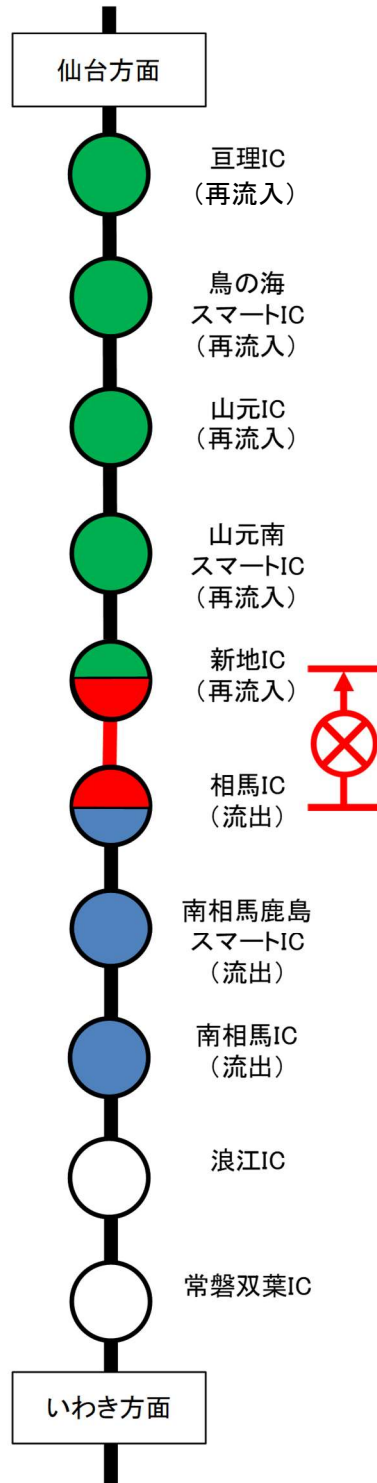 仙台方面
亘理IC
（再流入）
鳥の海
スマートIC
（再流入）
山元IC
（再流入）
山元南
スマートIC
（再流入）
新地IC
（再流入）
相馬IC
（流出）
南相馬鹿島
スマートIC
（流出）
南相馬IC
（流出）
浪江IC
常磐双葉IC
いわき方面